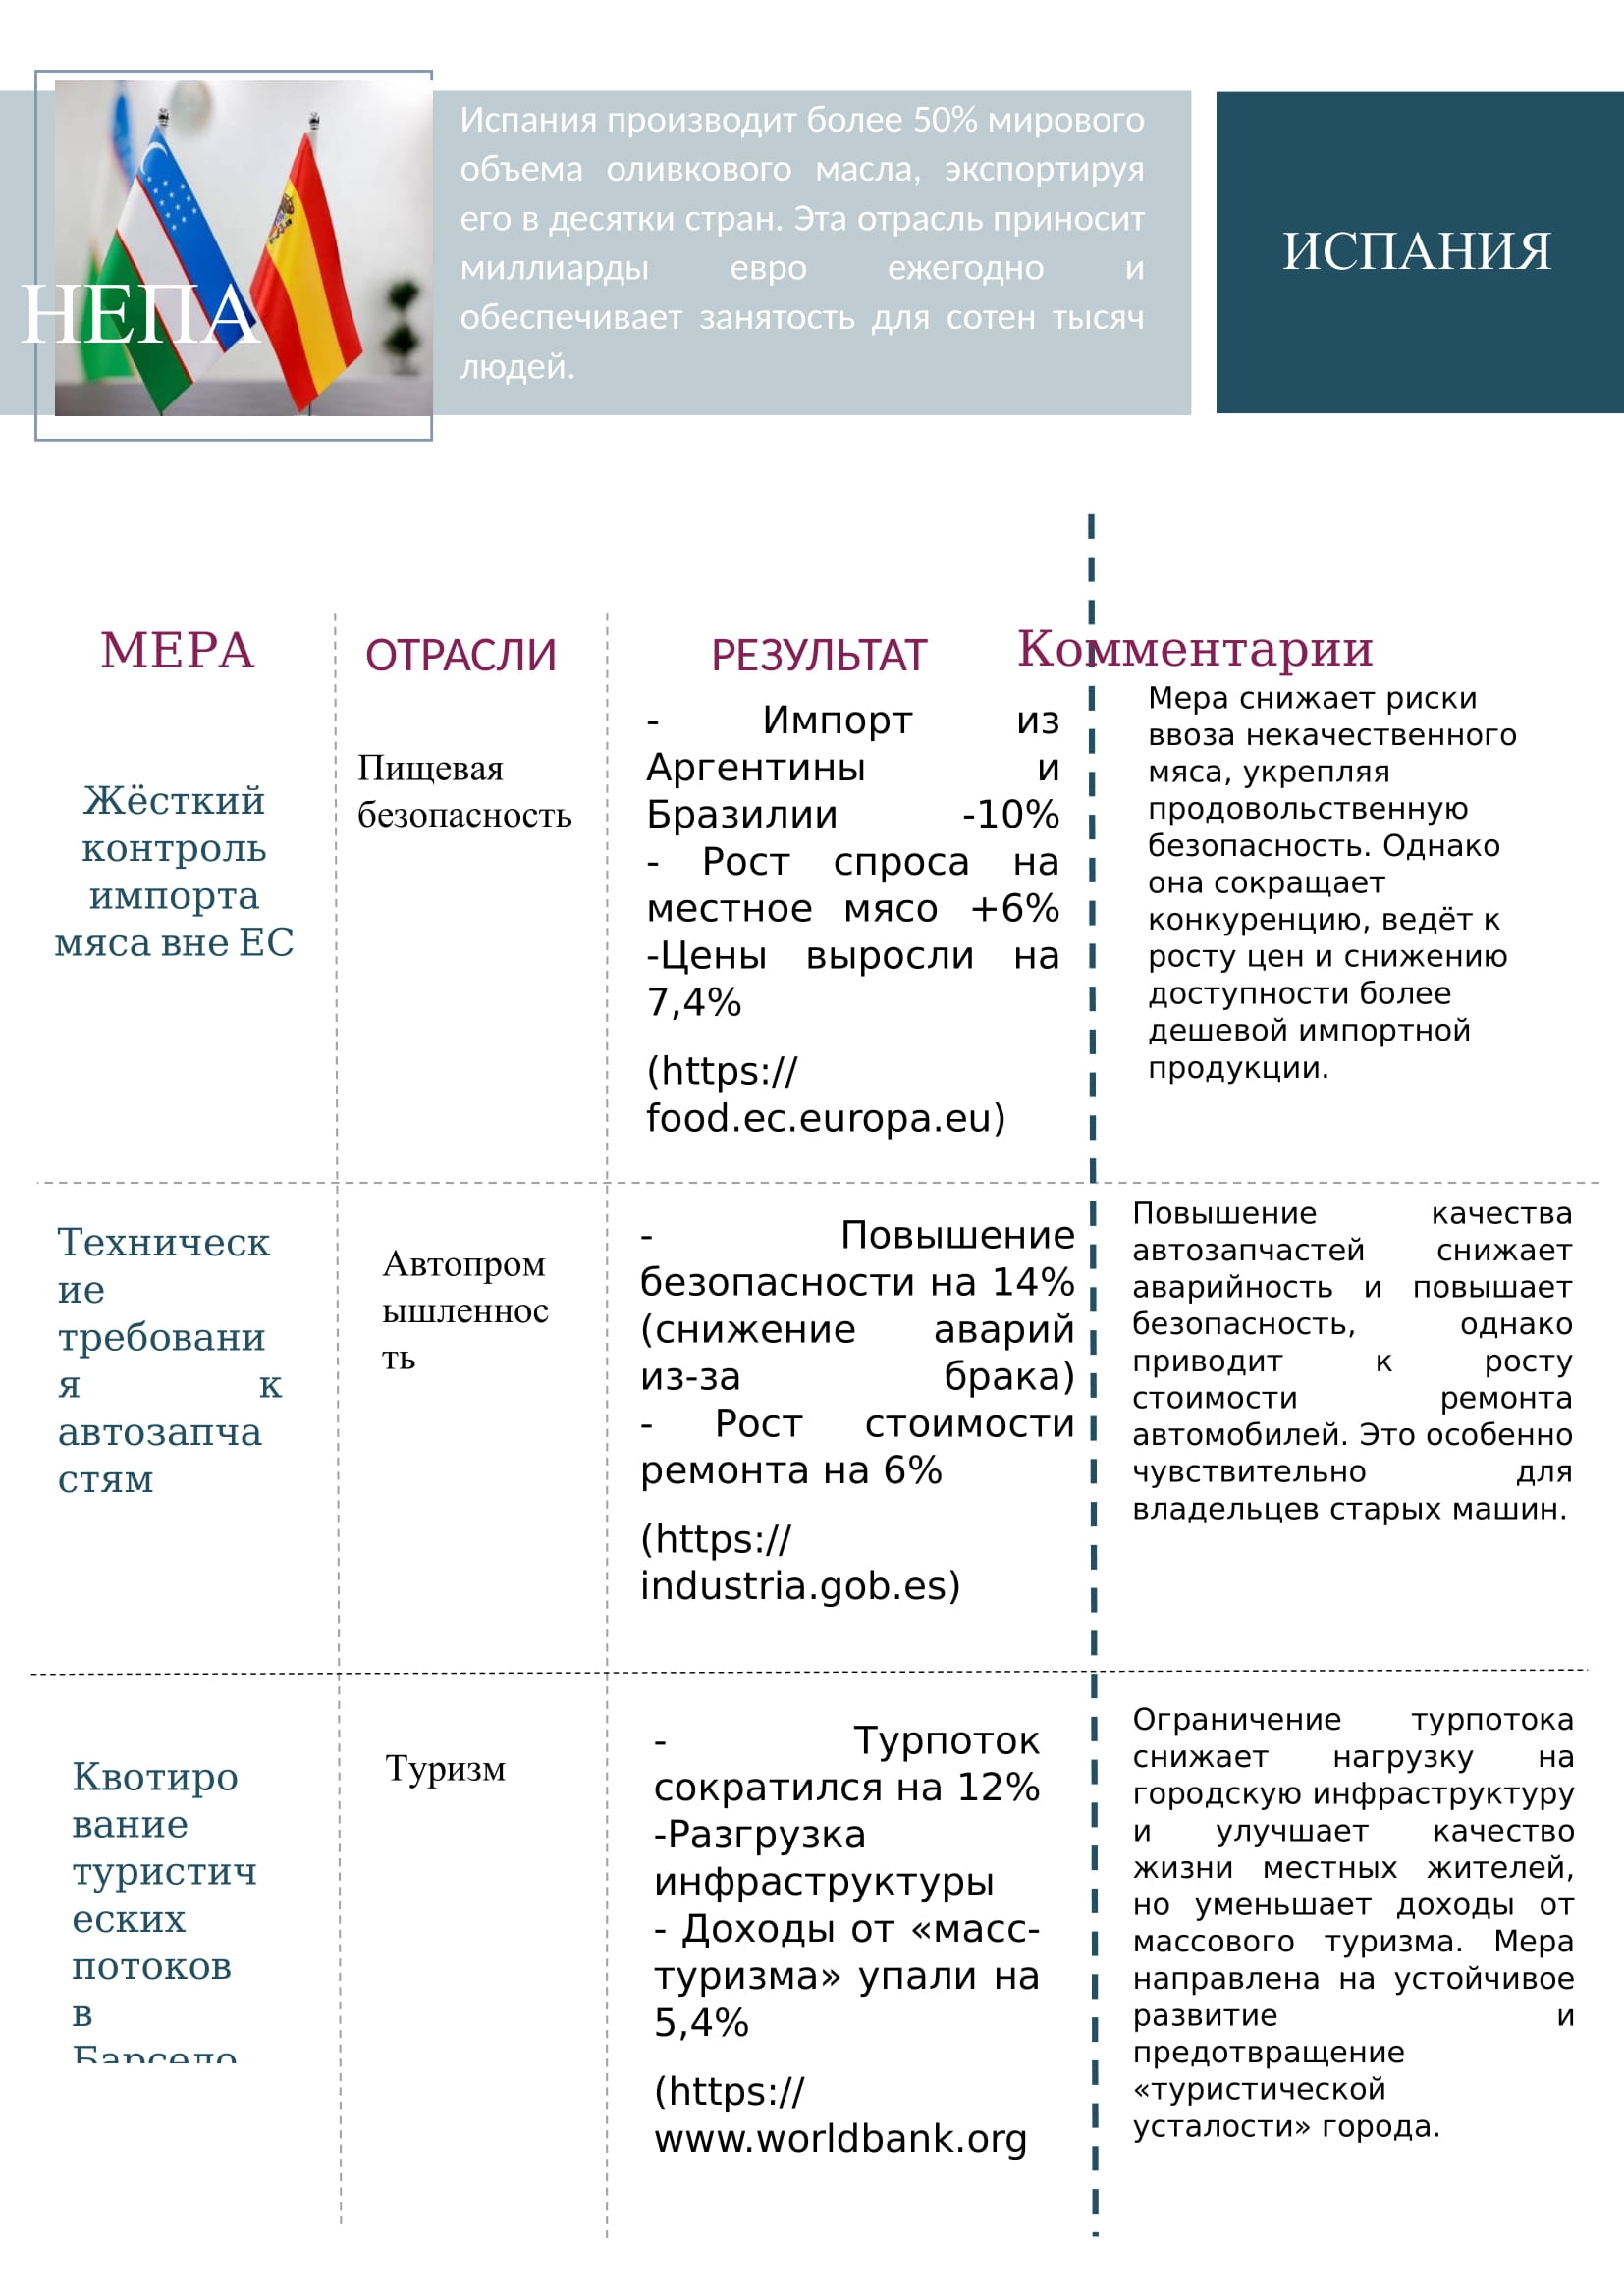 НЕПА
Испания производит более 50% мирового
объема оливкового масла, экспортируя
его в десятки стран. Эта отрасль приносит
миллиарды евро ежегодно и
обеспечивает занятость для сотен тысяч
людей.
ИСПАНИЯ
МЕРА
ОТРАСЛИ
РЕЗУЛЬТАТ
Комментарии
Жёсткий
контроль
импорта
мяса вне ЕС
Пищевая
безопасность
- Импорт из
Аргентины и
Бразилии -10%
- Рост спроса на
местное мясо +6%
-Цены выросли на
7,4%
(https://
food.ec.europa.eu)
Мера снижает риски
ввоза некачественного
мяса, укрепляя
продовольственную
безопасность. Однако
она сокращает
конкуренцию, ведёт к
росту цен и снижению
доступности более
дешевой импортной
продукции.
Техническ
ие
требовани
я к
автозапча
стям
Автопром
ышленнос
ть
- Повышение
безопасности на 14%
(снижение аварий
из-за брака)
- Рост стоимости
ремонта на 6%
(https://
industria.gob.es)
Повышение качества
автозапчастей снижает
аварийность и повышает
безопасность, однако
приводит к росту
стоимости ремонта
автомобилей. Это особенно
чувствительно для
владельцев старых машин.
Квотиро
вание
туристич
еских
потоков
в
Барсело
Туризм
- Турпоток
сократился на 12%
-Разгрузка
инфраструктуры
- Доходы от «масс-
туризма» упали на
5,4%
(https://
www.worldbank.org
Ограничение турпотока
снижает нагрузку на
городскую инфраструктуру
и улучшает качество
жизни местных жителей,
но уменьшает доходы от
массового туризма. Мера
направлена на устойчивое
развитие и
предотвращение
«туристической
усталости» города.